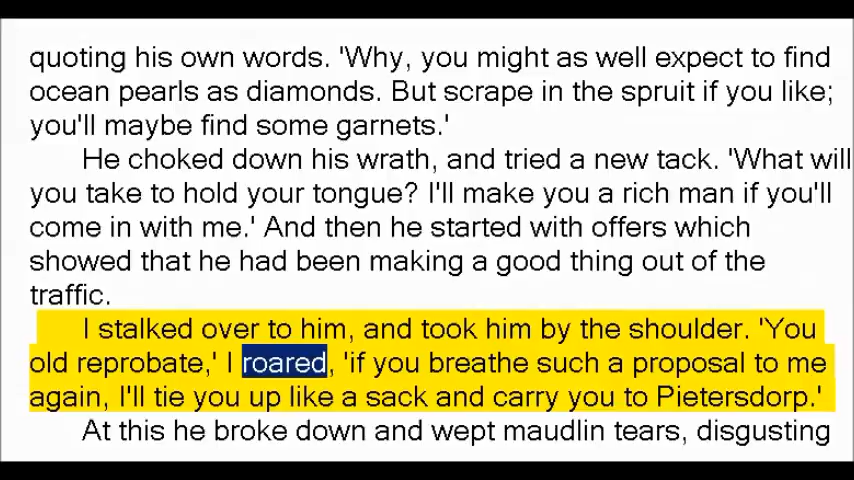 quoting his own words. 'Why, you might as well expect to find
ocean pearls as diamonds. But scrape in the spruit if you like;
you'll maybe find some garnets.'
He choked down his wrath, and tried a new tack. 'What will
you take to hold your tongue? I'll make you a rich man if you'll
come in with me.' And then he started with offers which
showed that he had been making a good thing out of the
traffic.
I stalked over to him, and took him by the shoulder. 'You
old reprobate,' I roared, 'if you breathe such a proposal to me
again, I'll tie you up like a sack and carry you to Pietersdorp.'
At this he broke down and wept maudlin tears, disgusting